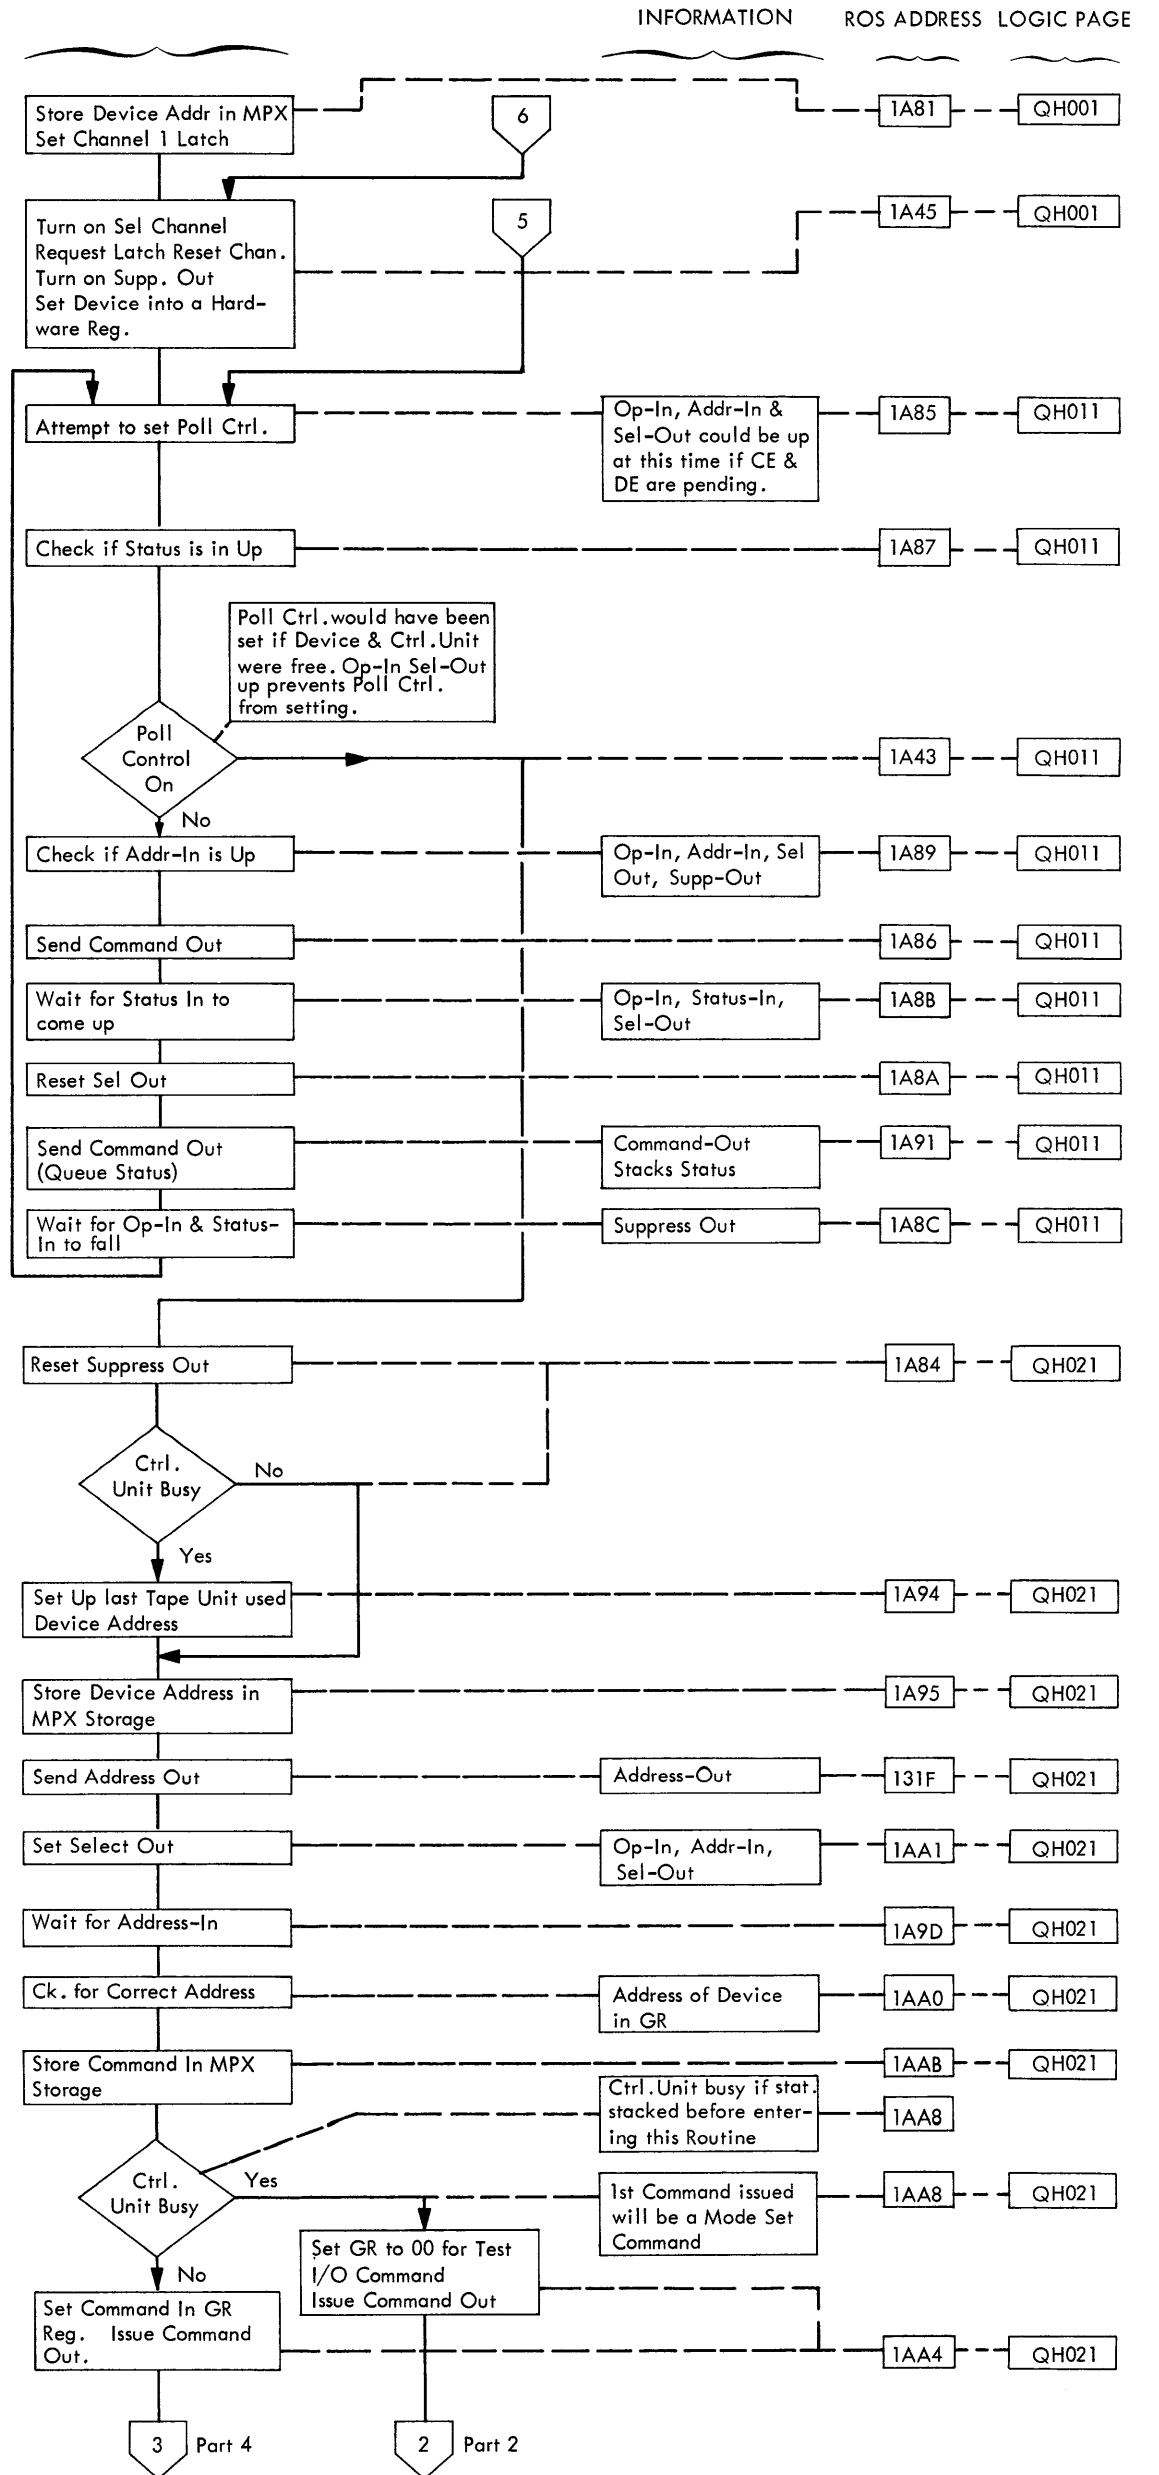 INFORMATION ROS ADDRESS LOGIC PAGE
Store Device Addr in MPX
Set Channel 1 Latch
6
1A81
QH001
Turn on Sel Channel
Request Latch Reset Chan.
Turn on Supp. Out
Set Device into a Hard-
ware Reg.
5
1A45
QH001
Attempt to set Poll Ctrl.
Op-In, Addr-In &
Sel-Out could be up
at this time if CE &
DE are pending.
1A85
QH011
Check if Status is in Up
1A87
QH011
Poll Ctrl.would have been
set if Device & Ctrl.Unit
were free. Op-In Sel-Out
up prevents Poll Ctrl.
from setting.
Poll
Control
On
1A43
QH011
No
Check if Addr-In is Up
Op-In, Addr-In, Sel
Out, Supp-Out
1A89
QH011
Send Command Out
1A86
QH011
Wait for Status In to
come up
Op-In, Status-In,
Sel-Out
1A8B
QH011
Reset Sel Out
1A8A
QH011
Send Command Out
(Queue Status)
Command-Out
Stacks Status
1A91
QH011
Wait for Op-In & Status-
In to fall
Suppress Out
1A8C
QH011
Reset Suppress Out
1A84
QH021
Ctrl.
Unit Busy
No
Yes
Set Up last Tape Unit used
Device Address
1A94
QH021
Store Device Address in
MPX Storage
1A95
QH021
Send Address Out
Address-Out
131F
QH021
Set Select Out
Op-In, Addr-In,
Sel-Out
1AA1
QH021
Wait for Address-In
1A9D
QH021
Ck. for Correct Address
Address of Device
in GR
1AA0
QH021
Store Command In MPX
Storage
1AAB
QH021
Ctrl.Unit busy if stat.
stacked before enter-
ing this Routine
1AA8
Ctrl.
Unit Busy
Yes
1st Command issued
will be a Mode Set
Command
1AA8
QH021
No
Set GR to 00 for Test
I/O Command
Issue Command Out
Set Command In GR
Reg. Issue Command
Out.
1AA4
QH021
3
Part 4
2
Part 2